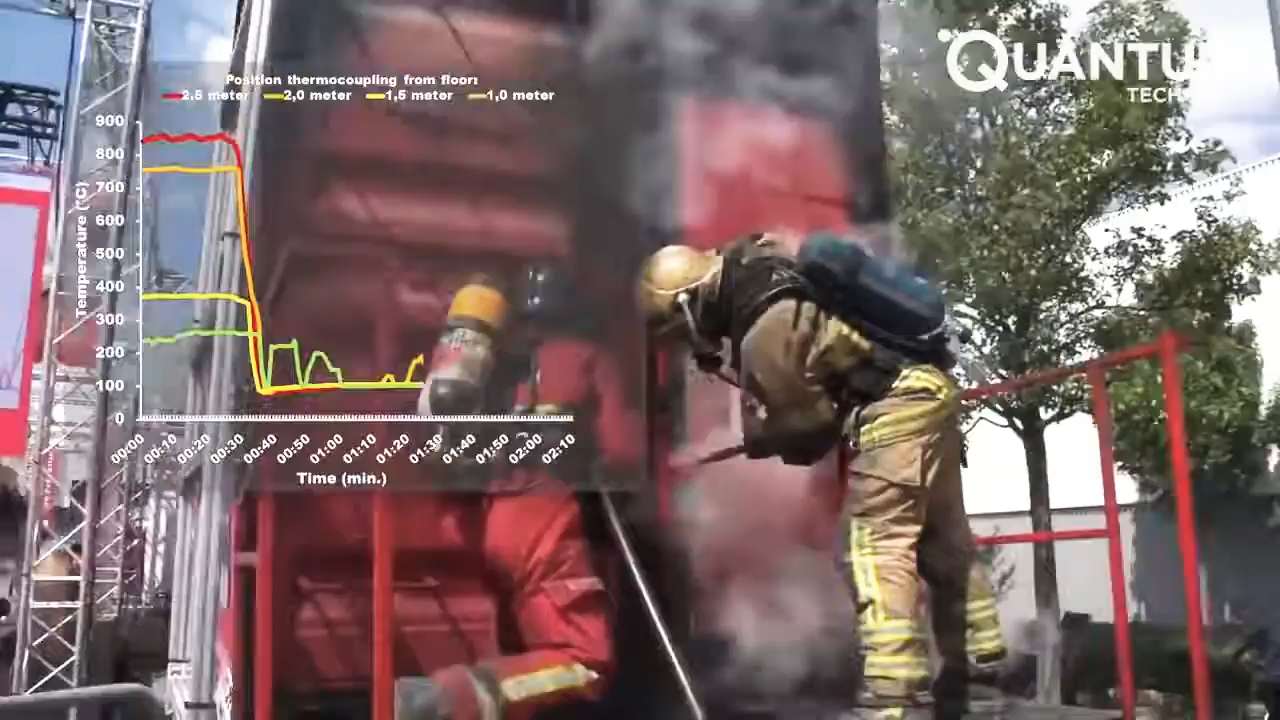 QUANTU
TECH
Position thermocoupling from floor:
2,5 meter 2,0 meter 1,5 meter 1,0 meter
900
800
700
600
500
400
300
200
100
0
Temperature (°C)
00:00 00:10 00:20 00:30 00:40 00:50 01:00 01:10 01:20 01:30 01:40 01:50 02:00 02:10
Time (min.)